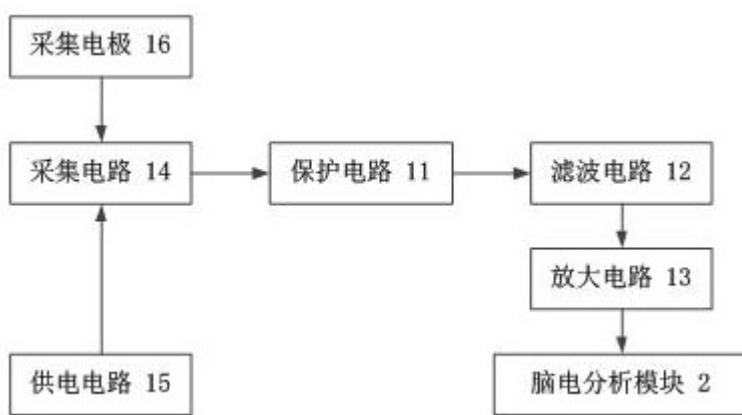 采集电极 16
采集电路 14
保护电路 11
滤波电路 12
放大电路 13
供电电路 15
脑电分析模块 2